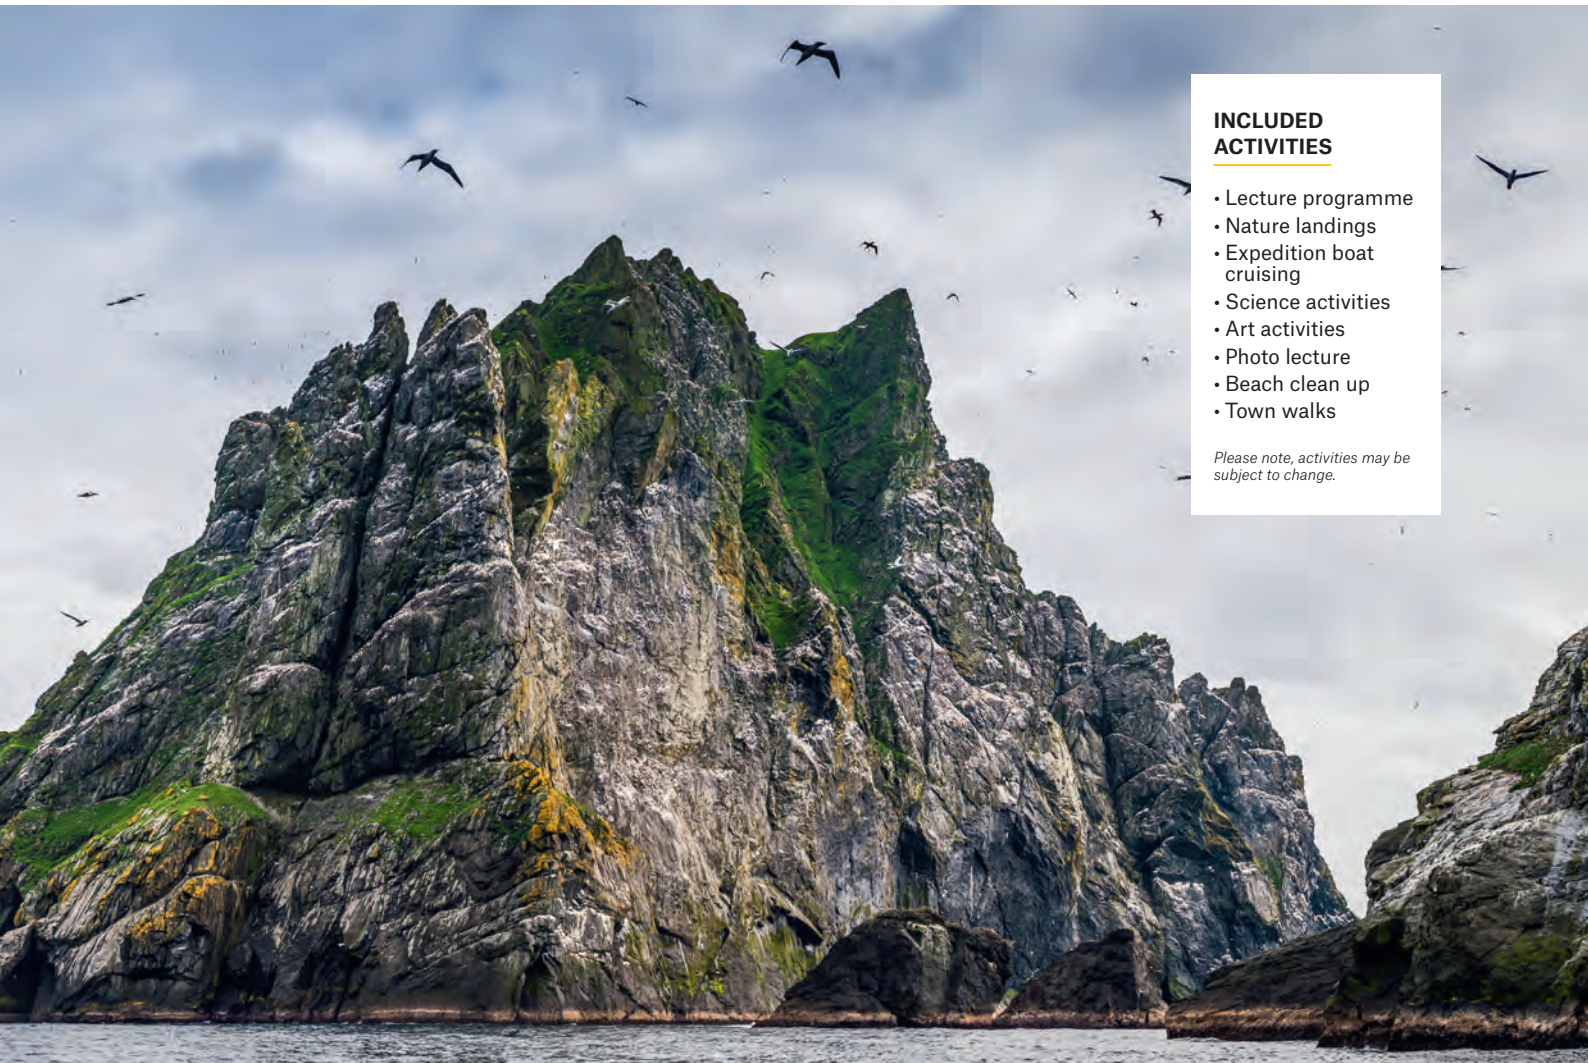 INCLUDED
ACTIVITIES
• Lecture programme
• Nature landings
• Expedition boat
cruising
• Science activities
• Art activities
• Photo lecture
• Beach clean up
• Town walks
Please note, activities may be
subject to change.